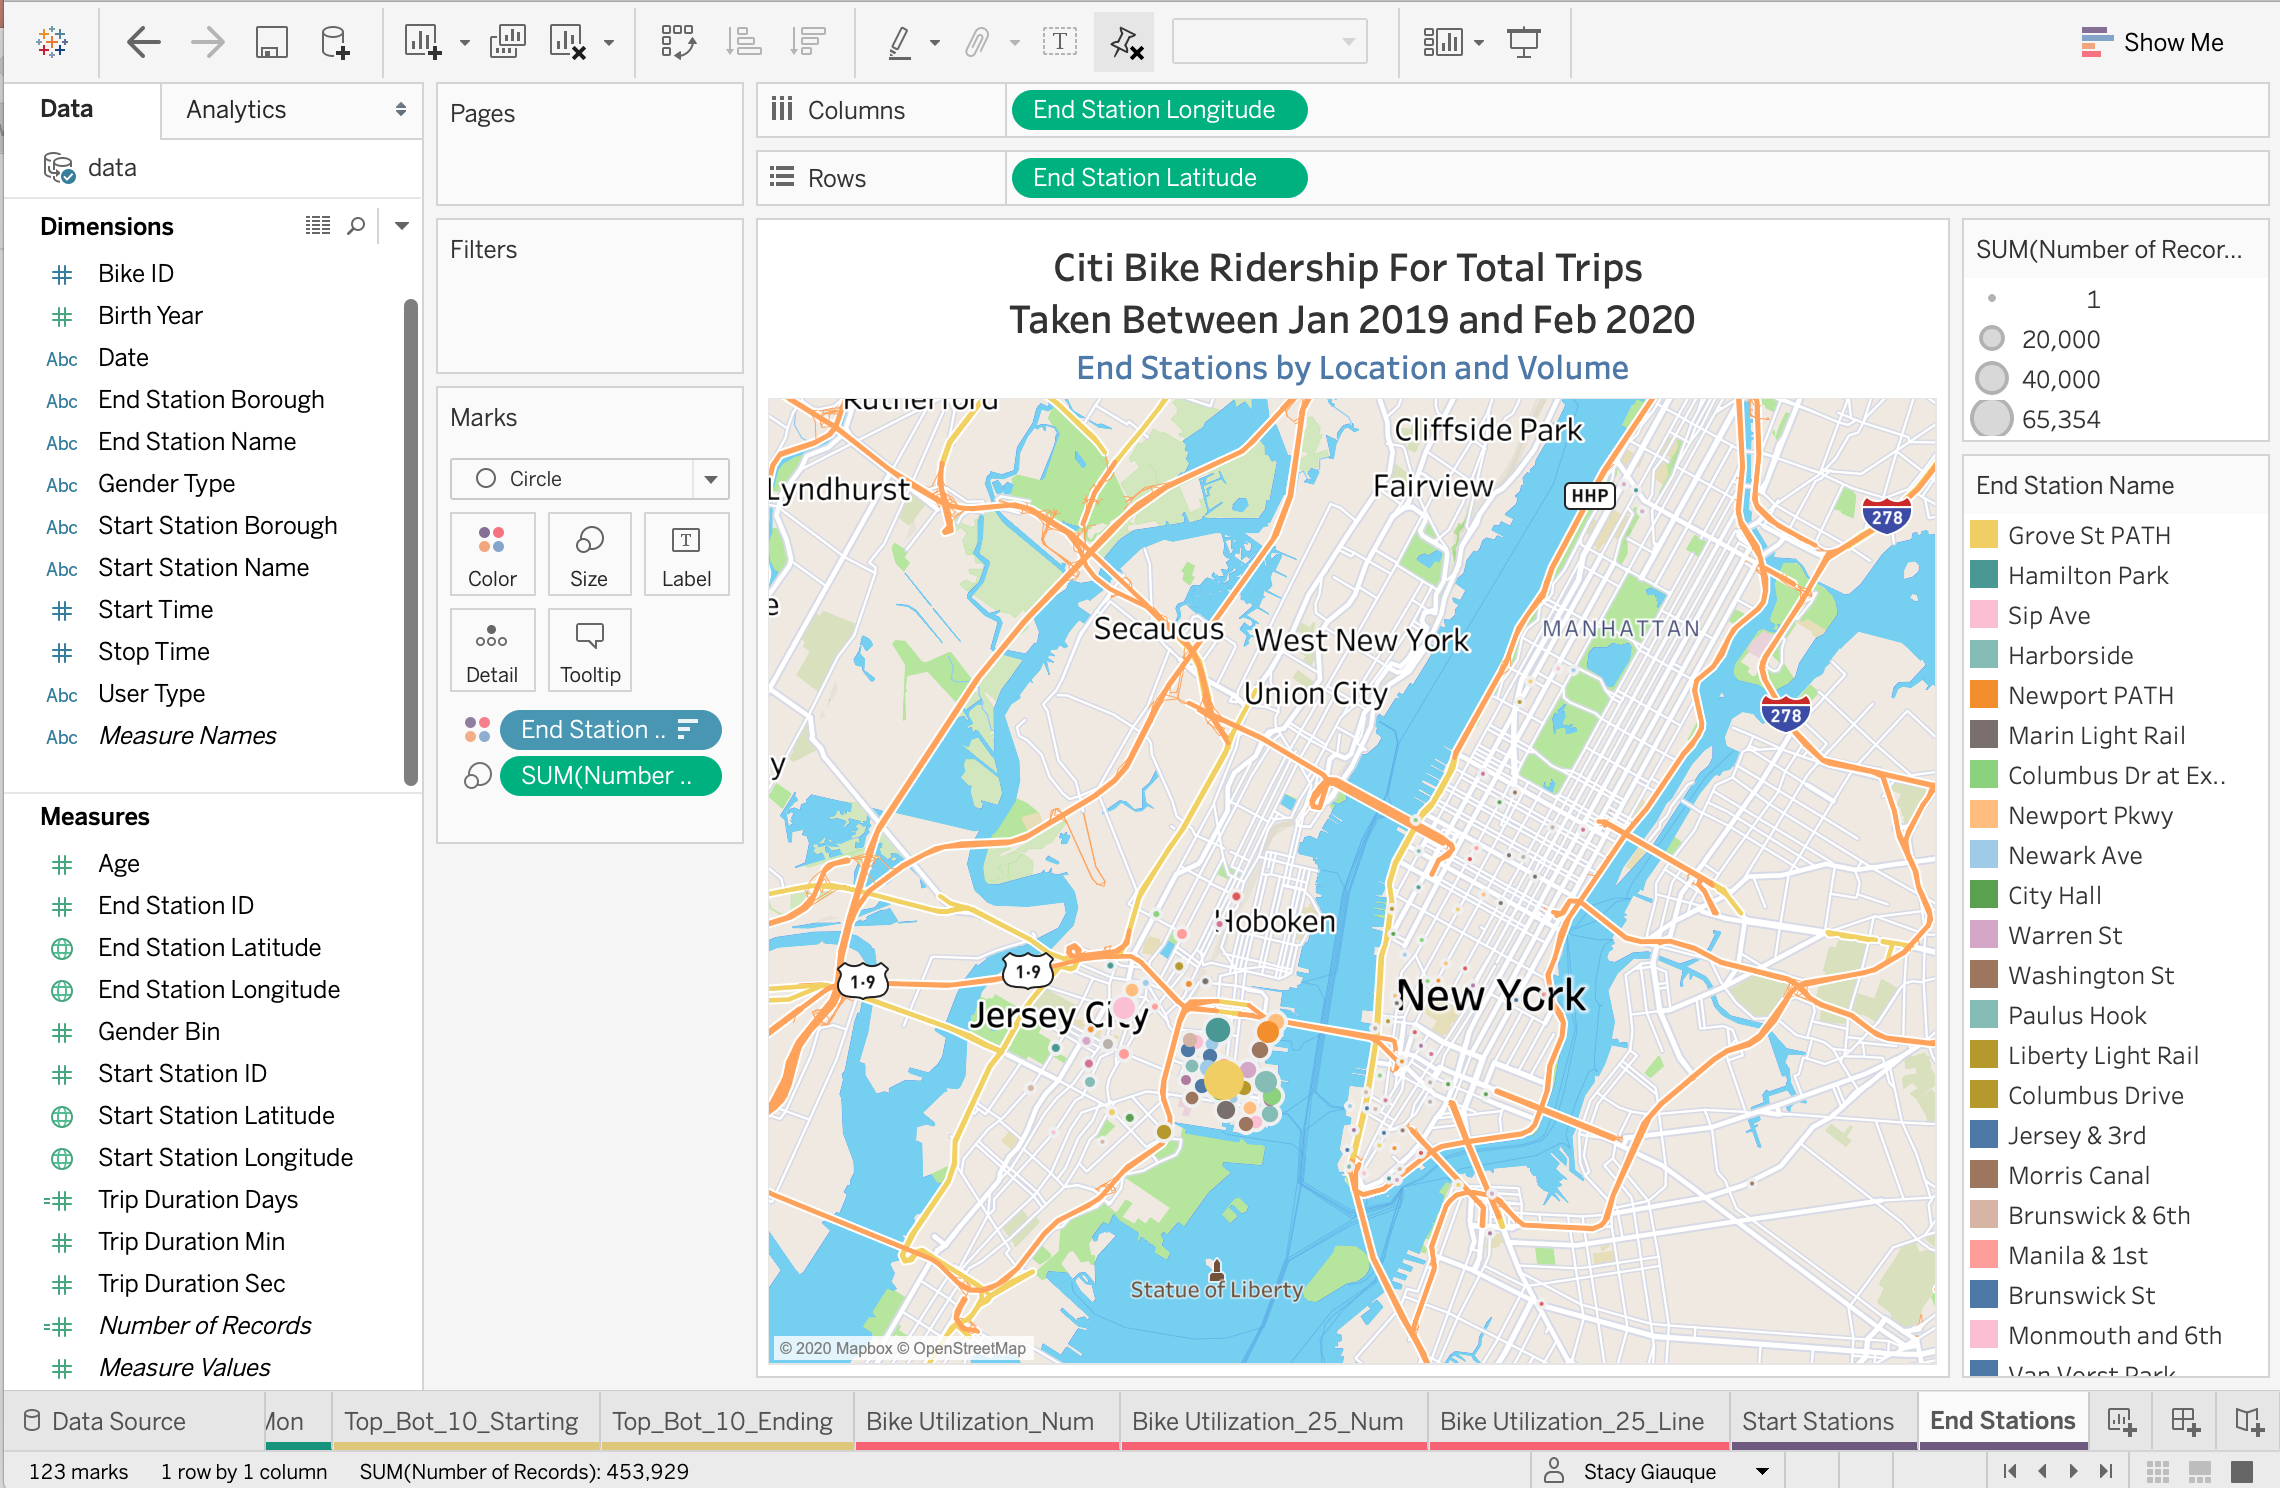 Show Me
Data
Analytics
data
Dimensions
Bike ID
Birth Year
Abc Date
Abc End Station Borough
Abc End Station Name
Abc Gender Type
Abc Start Station Borough
Abc Start Station Name
Start Time
Stop Time
Abc User Type
Abc Measure Names
Measures
Age
End Station ID
End Station Latitude
End Station Longitude
Gender Bin
Start Station ID
Start Station Latitude
Start Station Longitude
Trip Duration Days
Trip Duration Min
Trip Duration Sec
Number of Records
Measure Values
Pages
Filters
Marks
Circle
Color
Size
T
Label
Detail
Tooltip
End Station ..
SUM(Number ..
Columns
End Station Longitude
Rows
End Station Latitude
Citi Bike Ridership For Total Trips
Taken Between Jan 2019 and Feb 2020
End Stations by Location and Volume
Rutherford
Cliffside Park
Lyndhurst
Fairview
HHP
278
e
Secaucus
West New York
MANHATTAN
Union City
278
y
Hoboken
1·9
1·9
Jersey City
New York
Statue of Liberty
© 2020 Mapbox © OpenStreetMap
SUM(Number of Recor...
1
20,000
40,000
65,354
End Station Name
Grove St PATH
Hamilton Park
Sip Ave
Harborside
Newport PATH
Marin Light Rail
Columbus Dr at Ex..
Newport Pkwy
Newark Ave
City Hall
Warren St
Washington St
Paulus Hook
Liberty Light Rail
Columbus Drive
Jersey & 3rd
Morris Canal
Brunswick & 6th
Manila & 1st
Brunswick St
Monmouth and 6th
Van Vorst Park
Data Source
Mon
Top_Bot_10_Starting
Top_Bot_10_Ending
Bike Utilization_Num
Bike Utilization_25_Num
Bike Utilization_25_Line
Start Stations
End Stations
123 marks
1 row by 1 column
SUM(Number of Records): 453,929
Stacy Giauque